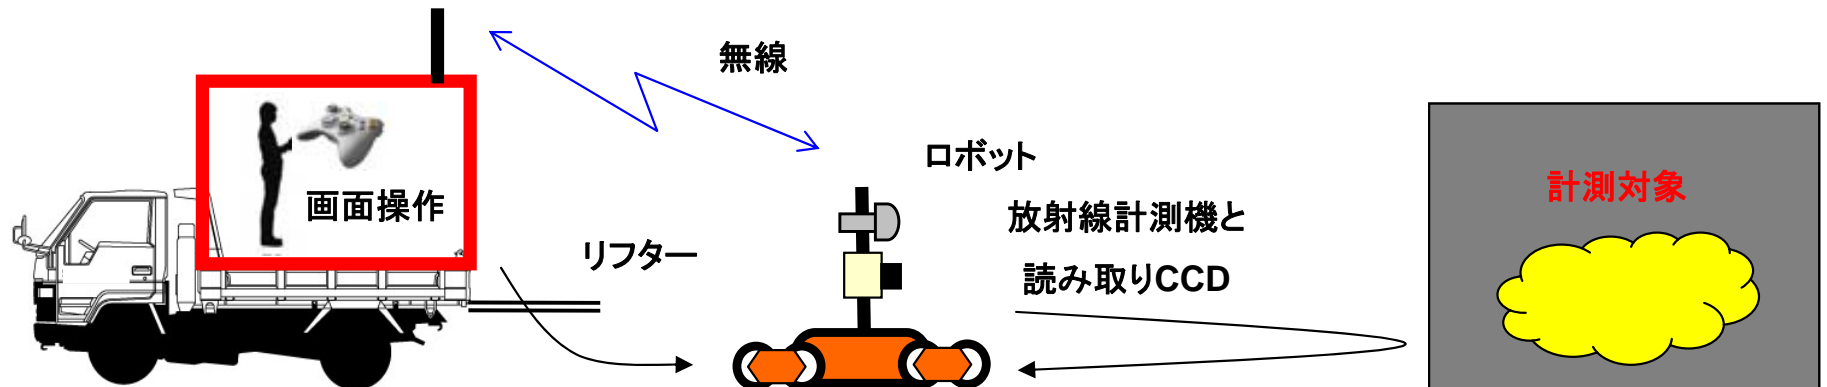 無線
ロボット
画面操作
リフター
放射線計測機と
読み取りCCD
計測対象